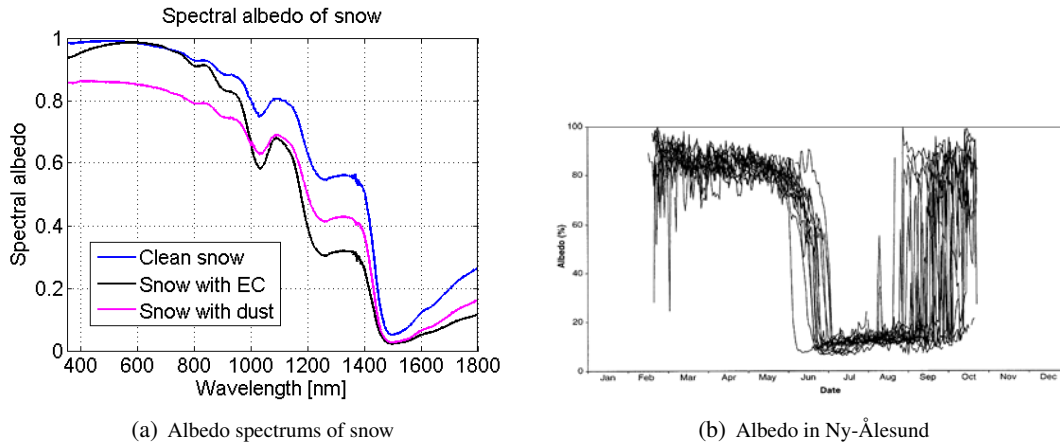 Spectral albedo of snow
Spectral albedo
1
0.8
0.6
0.4
0.2
0
Clean snow
Snow with EC
Snow with dust
400 600 800 1000 1200 1400 1600 1800
Wavelength [nm]
(a) Albedo spectrums of snow
Albedo (%)
100
80
60
40
20
0
Jan Feb Mar Apr May Jun Jul Aug Sep Oct Nov Dec
Date
(b) Albedo in Ny-Ålesund